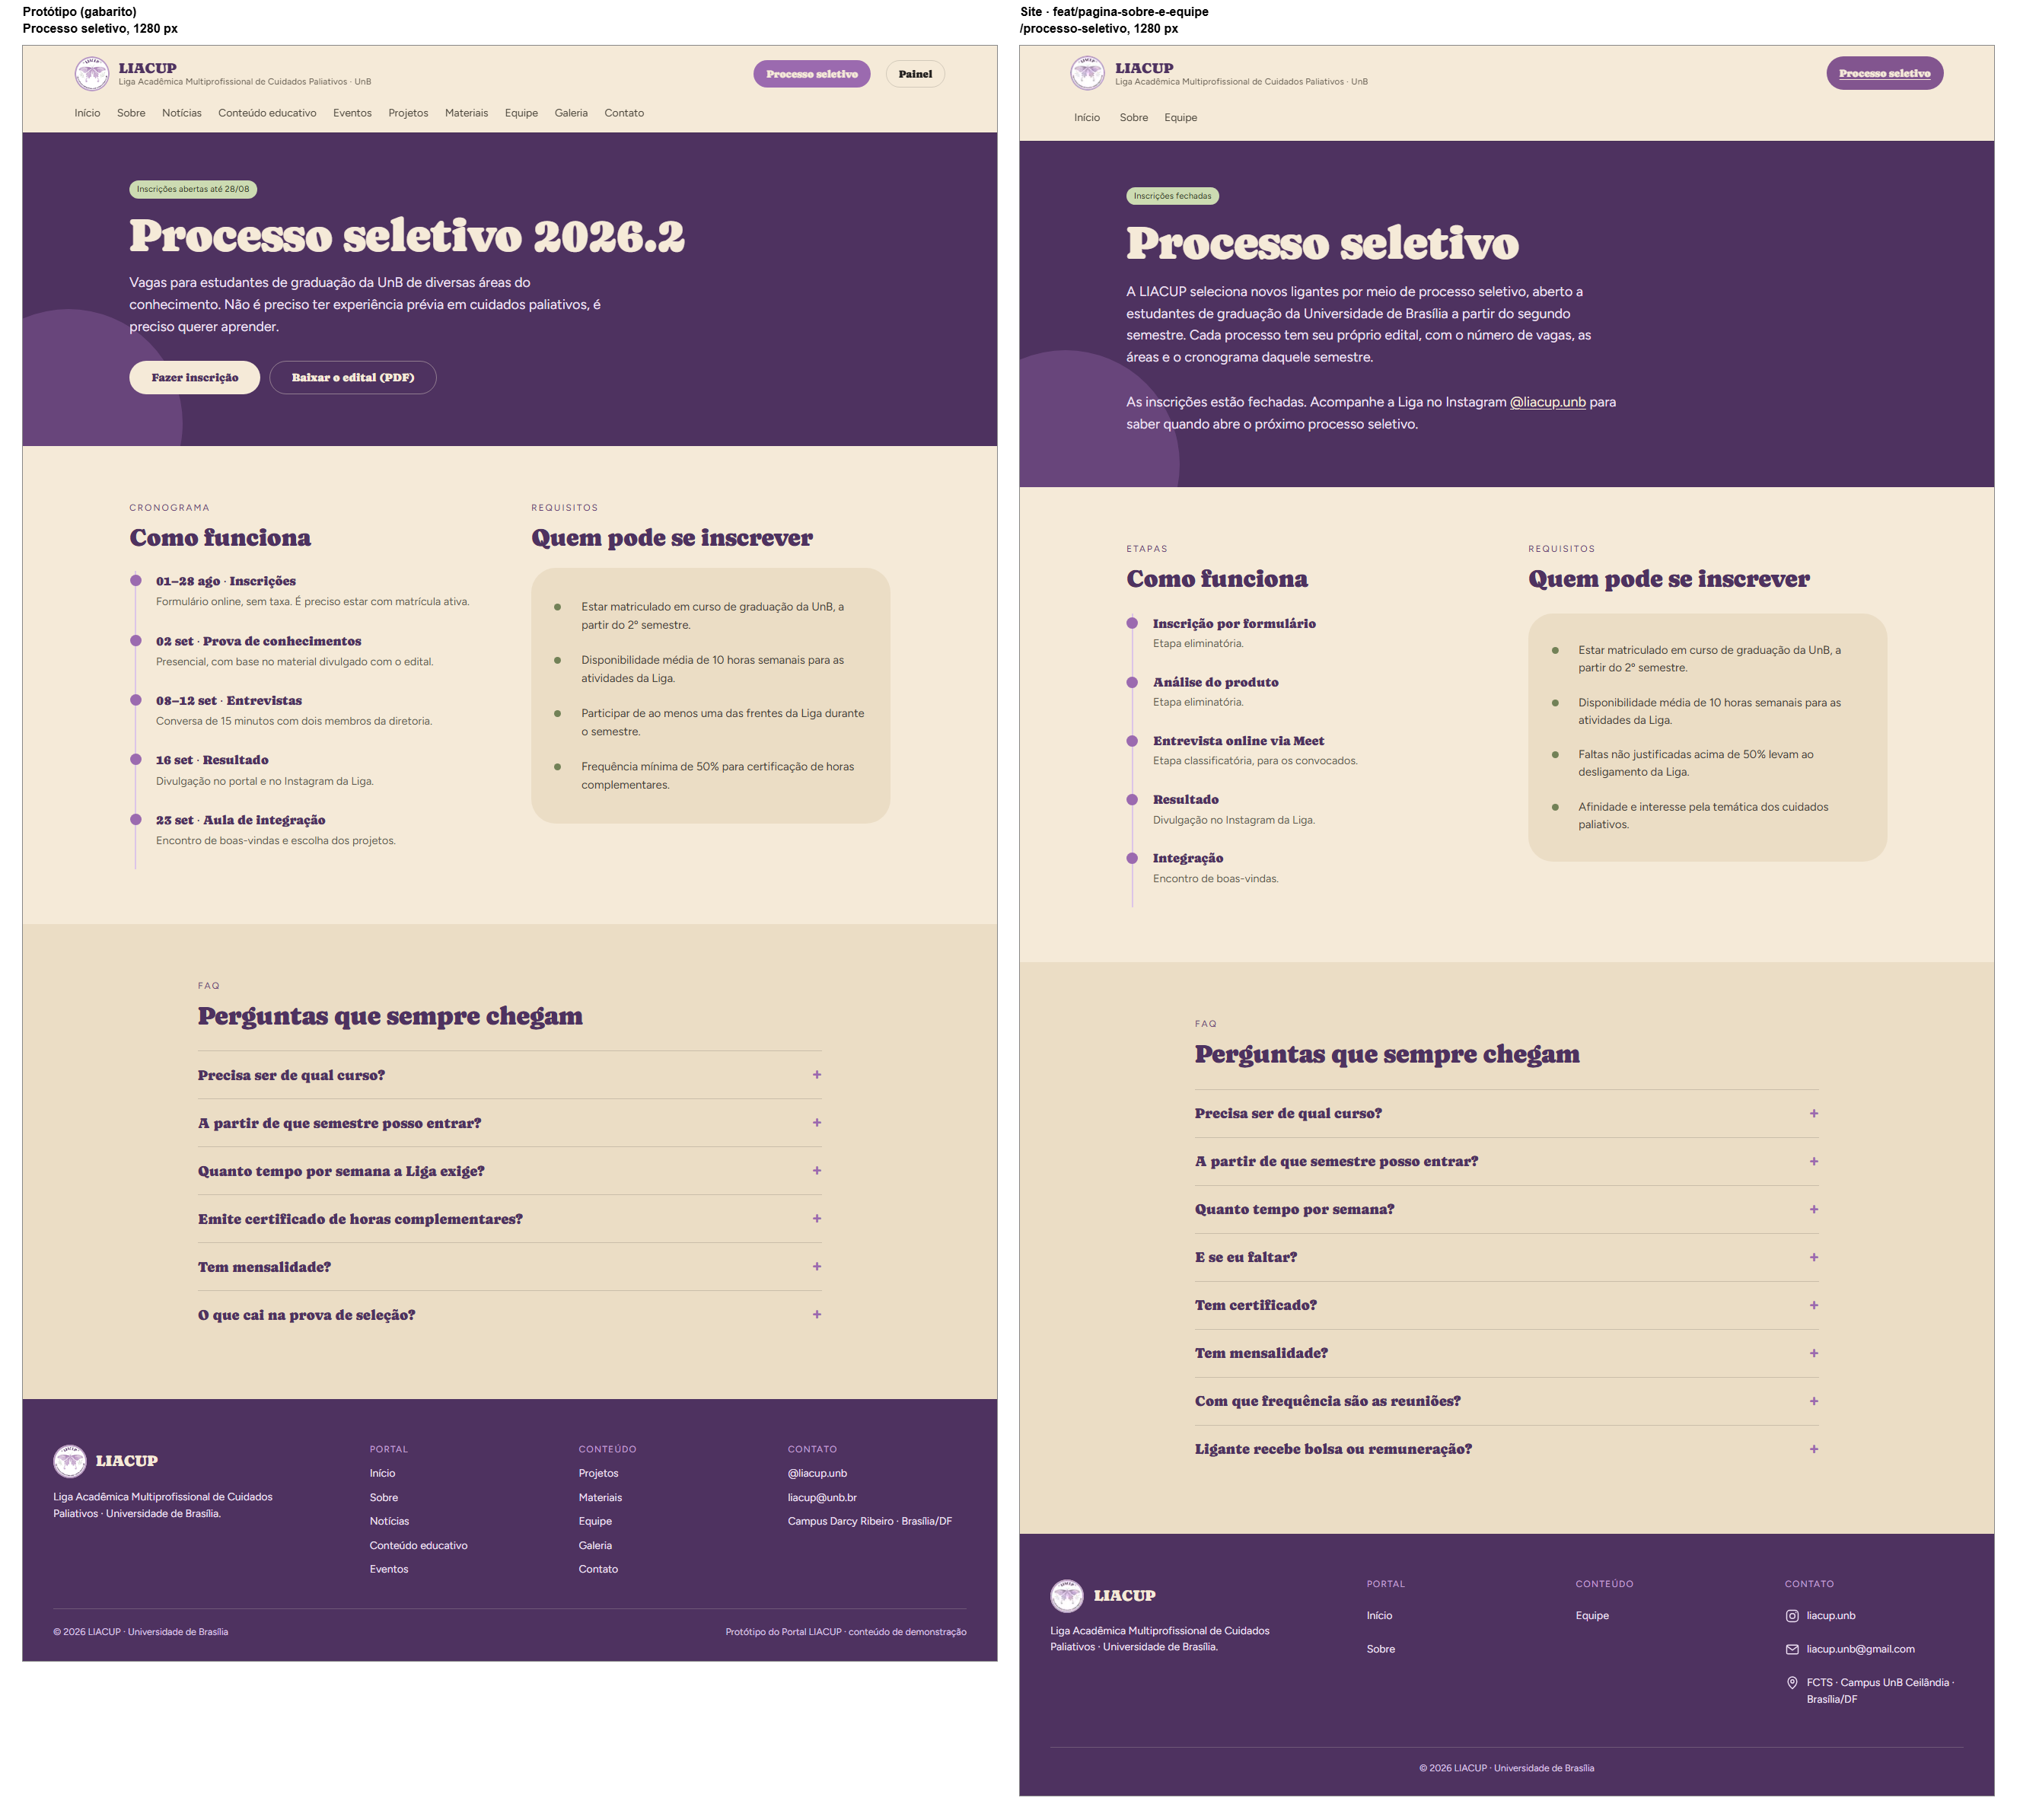 Protótipo (gabarito)
Processo seletivo, 1280 px
LIACUP
Liga Acadêmica Multiprofissional de Cuidados Paliativos · UnB
Processo seletivo
Painel
Início Sobre Notícias Conteúdo educativo Eventos Projetos Materiais Equipe Galeria Contato
Inscrições abertas até 28/08
Processo seletivo 2026.2
Vagas para estudantes de graduação da UnB de diversas áreas do
conhecimento. Não é preciso ter experiência prévia em cuidados paliativos, é
preciso querer aprender.
Fazer inscrição
Baixar o edital (PDF)
CRONOGRAMA
Como funciona
01–28 ago · Inscrições
Formulário online, sem taxa. É preciso estar com matrícula ativa.
02 set · Prova de conhecimentos
Presencial, com base no material divulgado com o edital.
08–12 set · Entrevistas
Conversa de 15 minutos com dois membros da diretoria.
16 set · Resultado
Divulgação no portal e no Instagram da Liga.
23 set · Aula de integração
Encontro de boas-vindas e escolha dos projetos.
REQUISITOS
Quem pode se inscrever
Estar matriculado em curso de graduação da UnB, a
partir do 2º semestre.
Disponibilidade média de 10 horas semanais para as
atividades da Liga.
Participar de ao menos uma das frentes da Liga durante
o semestre.
Frequência mínima de 50% para certificação de horas
complementares.
FAQ
Perguntas que sempre chegam
Precisa ser de qual curso? +
A partir de que semestre posso entrar? +
Quanto tempo por semana a Liga exige? +
Emite certificado de horas complementares? +
Tem mensalidade? +
O que cai na prova de seleção? +
LIACUP
Liga Acadêmica Multiprofissional de Cuidados
Paliativos · Universidade de Brasília.
PORTAL
Início
Sobre
Notícias
Conteúdo educativo
Eventos
CONTEÚDO
Projetos
Materiais
Equipe
Galeria
Contato
CONTATO
@liacup.unb
liacup@unb.br
Campus Darcy Ribeiro · Brasília/DF
© 2026 LIACUP · Universidade de Brasília
Protótipo do Portal LIACUP · conteúdo de demonstração
Site · feat/pagina-sobre-e-equipe
/processo-seletivo, 1280 px
LIACUP
Liga Acadêmica Multiprofissional de Cuidados Paliativos · UnB
Processo seletivo
Início Sobre Equipe
Inscrições fechadas
Processo seletivo
A LIACUP seleciona novos ligantes por meio de processo seletivo, aberto a
estudantes de graduação da Universidade de Brasília a partir do segundo
semestre. Cada processo tem seu próprio edital, com o número de vagas, as
áreas e o cronograma daquele semestre.
As inscrições estão fechadas. Acompanhe a Liga no Instagram @liacup.unb para
saber quando abre o próximo processo seletivo.
ETAPAS
Como funciona
Inscrição por formulário
Etapa eliminatória.
Análise do produto
Etapa eliminatória.
Entrevista online via Meet
Etapa classificatória, para os convocados.
Resultado
Divulgação no Instagram da Liga.
Integração
Encontro de boas-vindas.
REQUISITOS
Quem pode se inscrever
Estar matriculado em curso de graduação da UnB, a
partir do 2º semestre.
Disponibilidade média de 10 horas semanais para as
atividades da Liga.
Faltas não justificadas acima de 50% levam ao
desligamento da Liga.
Afinidade e interesse pela temática dos cuidados
paliativos.
FAQ
Perguntas que sempre chegam
Precisa ser de qual curso? +
A partir de que semestre posso entrar? +
Quanto tempo por semana? +
E se eu faltar? +
Tem certificado? +
Tem mensalidade? +
Com que frequência são as reuniões? +
Ligante recebe bolsa ou remuneração? +
LIACUP
Liga Acadêmica Multiprofissional de Cuidados
Paliativos · Universidade de Brasília.
PORTAL
Início
Sobre
CONTEÚDO
Equipe
CONTATO
liacup.unb
liacup.unb@gmail.com
FCTS · Campus UnB Ceilândia ·
Brasília/DF
© 2026 LIACUP · Universidade de Brasília